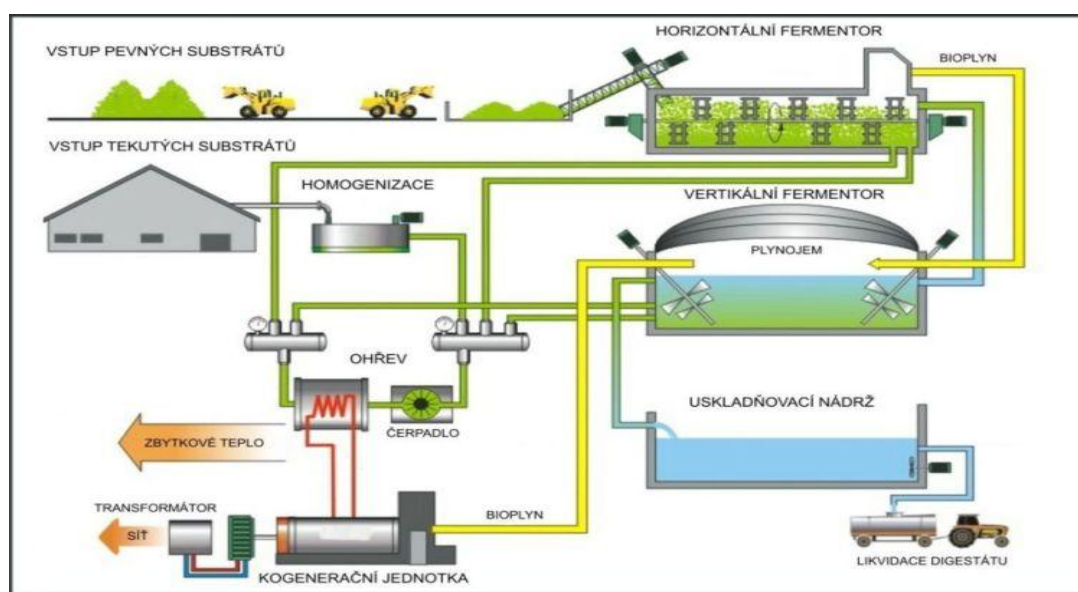 HORIZONTÁLNÍ FERMENTOR
VSTUP PEVNÝCH SUBSTRÁTŮ
BIOPLYN
VSTUP TEKUTÝCH SUBSTRÁTŮ
HOMOGENIZACE
VERTIKÁLNÍ FERMENTOR
PLYNOJEM
OHŘEV
USKLADŇOVACÍ NÁDRŽ
ČERPADLO
ZBYTKOVÉ TEPLO
TRANSFORMÁTOR
BIOPLYN
SÍŤ
LIKVIDACE DIGESTÁTU
KOGENERAČNÍ JEDNOTKA